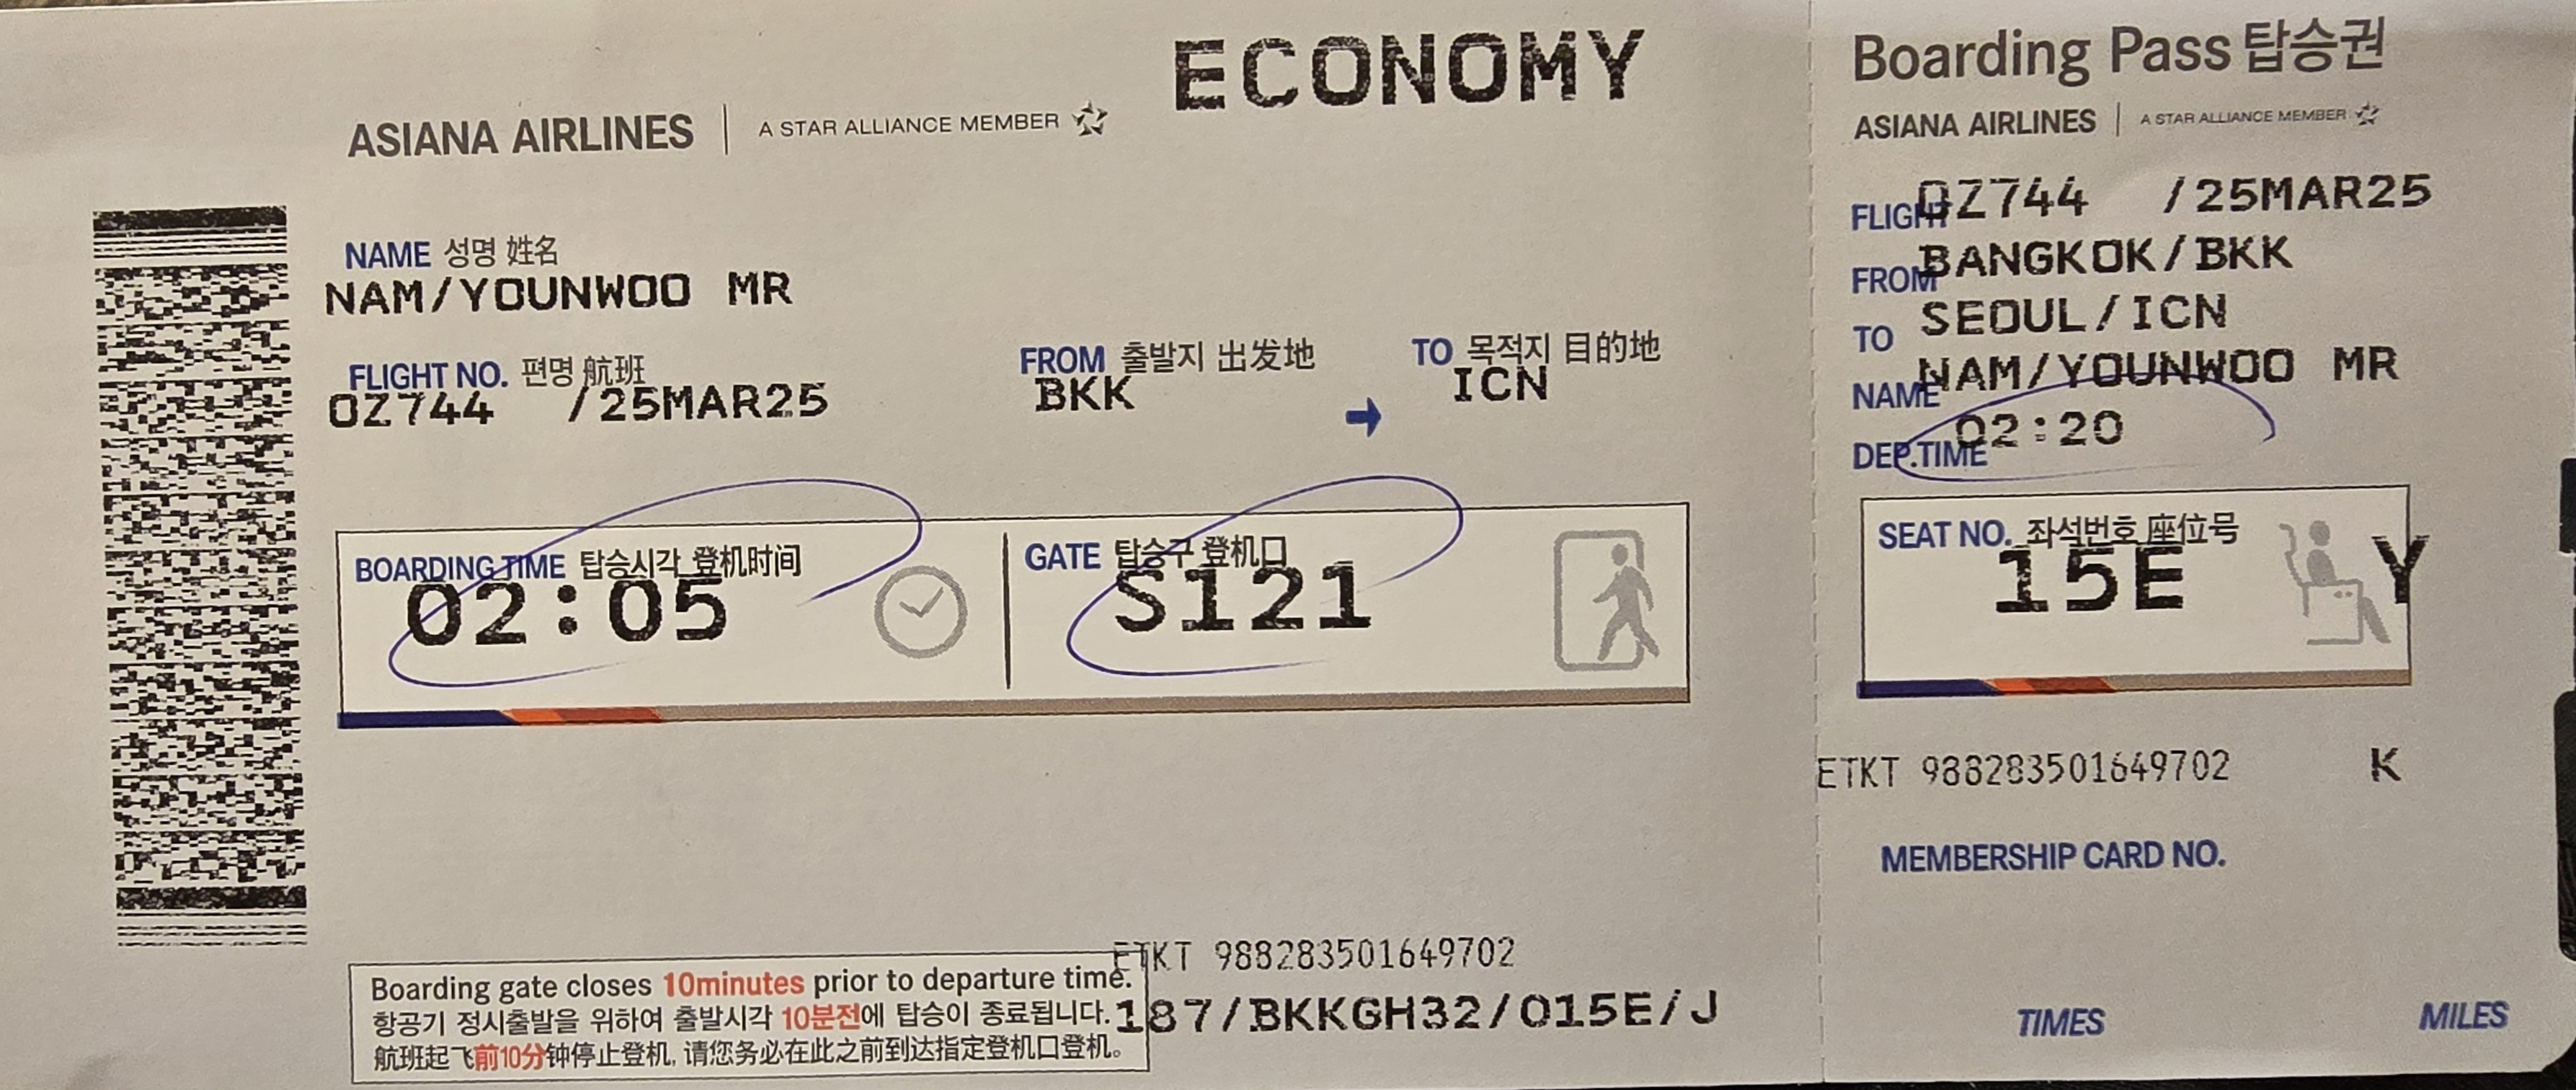 ECONOMY
ASIANA AIRLINES | A STAR ALLIANCE MEMBER
NAME 성명 姓名
NAM/YOUNWOO MR
FLIGHT NO. 편명 航班
OZ744 /25MAR25
FROM 출발지 出发地
BKK
TO 목적지 目的地
ICN
BOARDING TIME 탑승시각 登机时间
02:05
GATE 탑승구 登机口
S121
ETKT 988283501649702
187/BKKGH32/015E/J
Boarding gate closes 10minutes prior to departure time.
항공기 정시출발을 위하여 출발시각 10분전에 탑승이 종료됩니다.
航班起飞前10分钟停止登机, 请您务必在此之前到达指定登机口登机。
Boarding Pass 탑승권
ASIANA AIRLINES | A STAR ALLIANCE MEMBER
FLIGHT OZ744 /25MAR25
FROM BANGKOK/BKK
TO SEOUL/ICN
NAME NAM/YOUNWOO MR
DEP.TIME 02:20
SEAT NO. 좌석번호 座位号
15E Y
ETKT 988283501649702 K
MEMBERSHIP CARD NO.
TIMES MILES